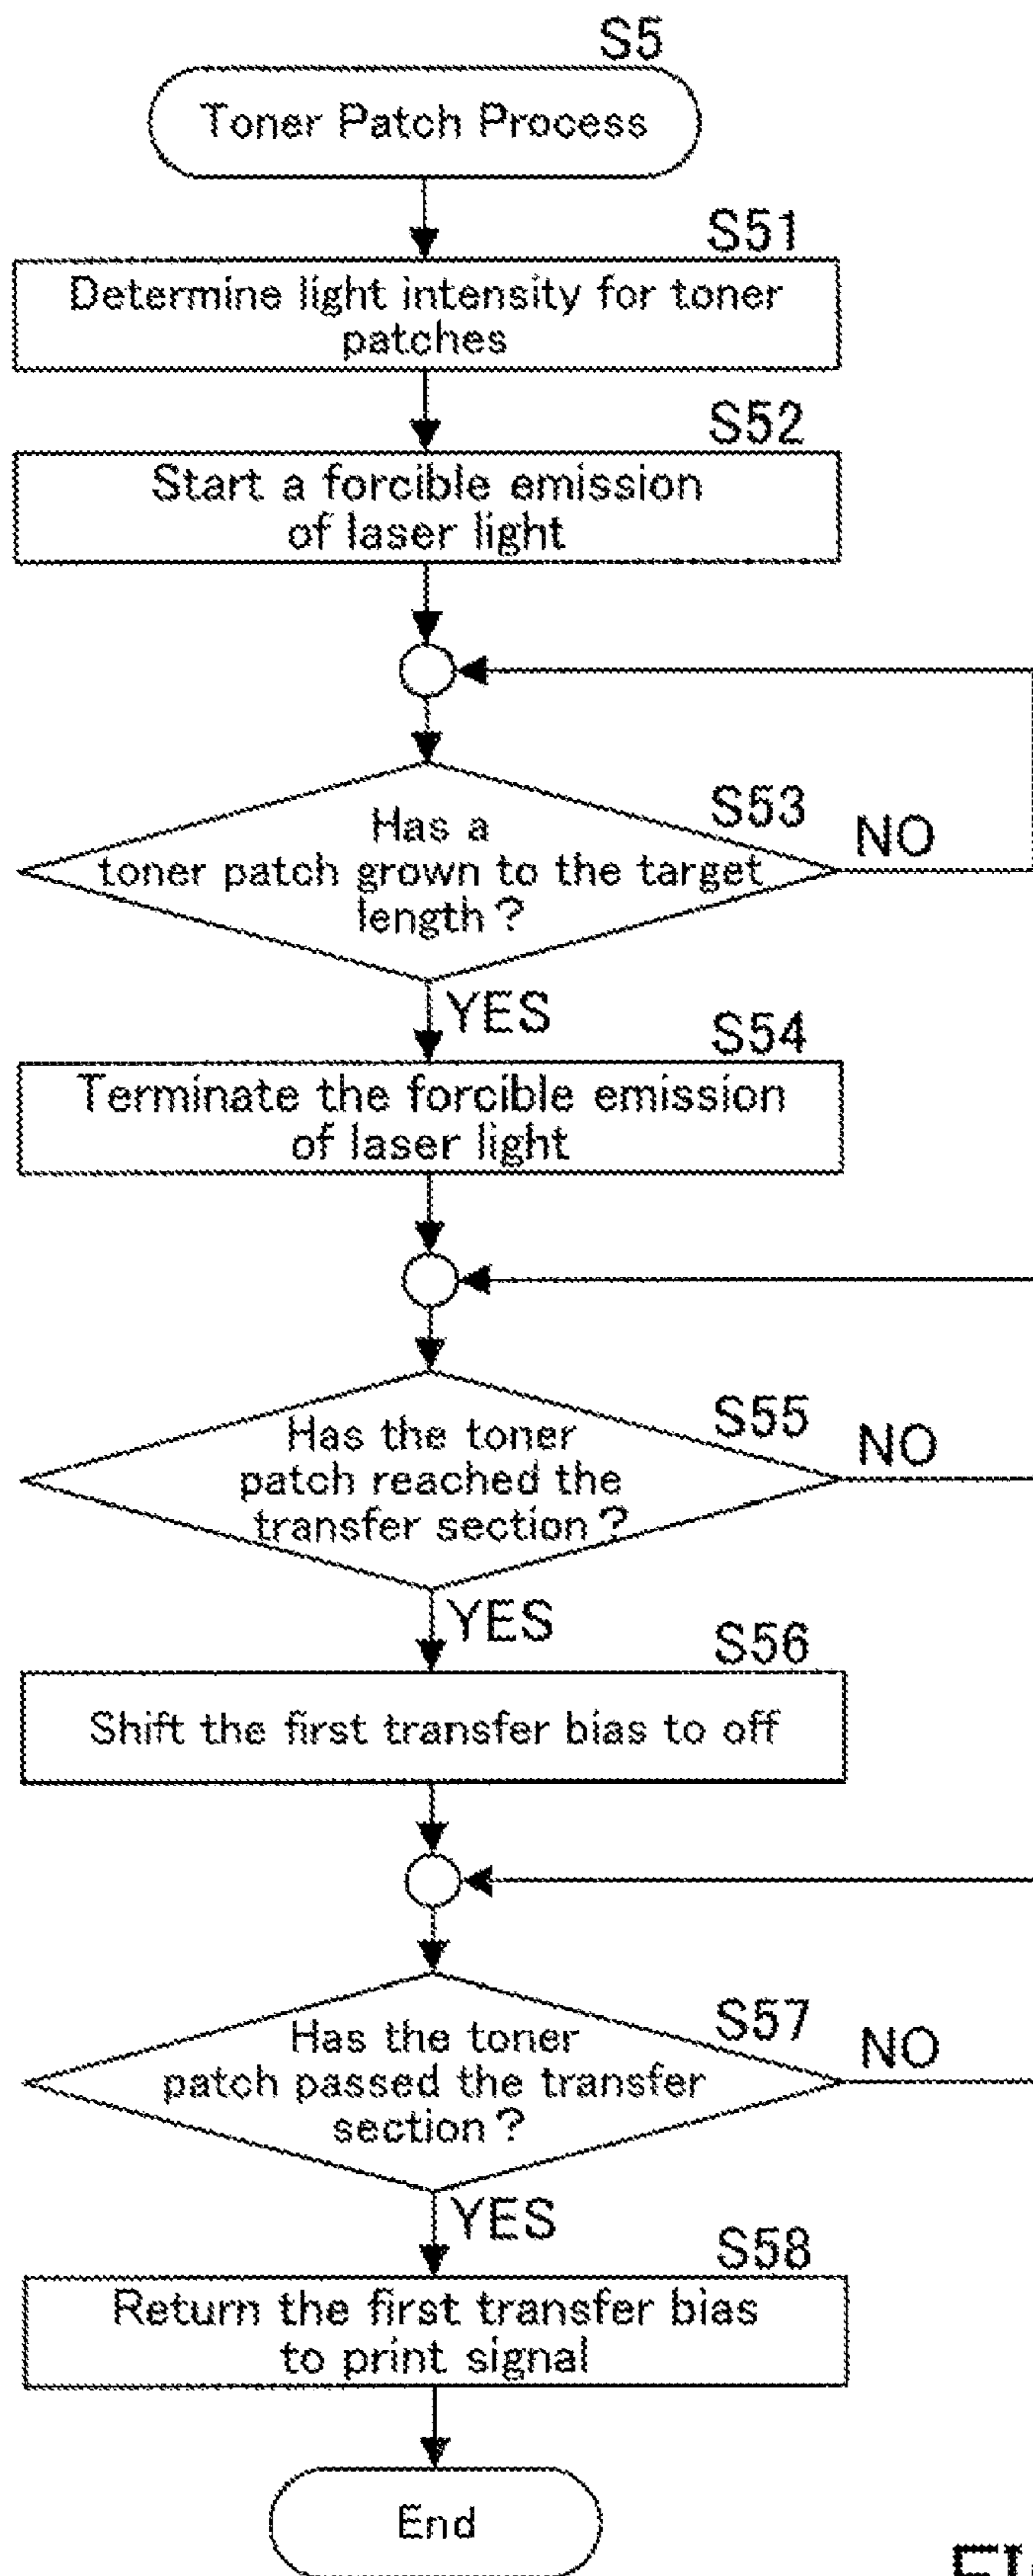 S5
Toner Patch Process
S51
Determine light intensity for toner
patches
S52
Start a forcible emission
of laser light
S53
Has a
toner patch grown to the target
length?
NO
YES
S54
Terminate the forcible emission
of laser light
S55
Has the toner
patch reached the
transfer section?
NO
YES
S56
Shift the first transfer bias to off
S57
Has the toner
patch passed the transfer
section?
NO
YES
S58
Return the first transfer bias
to print signal
End